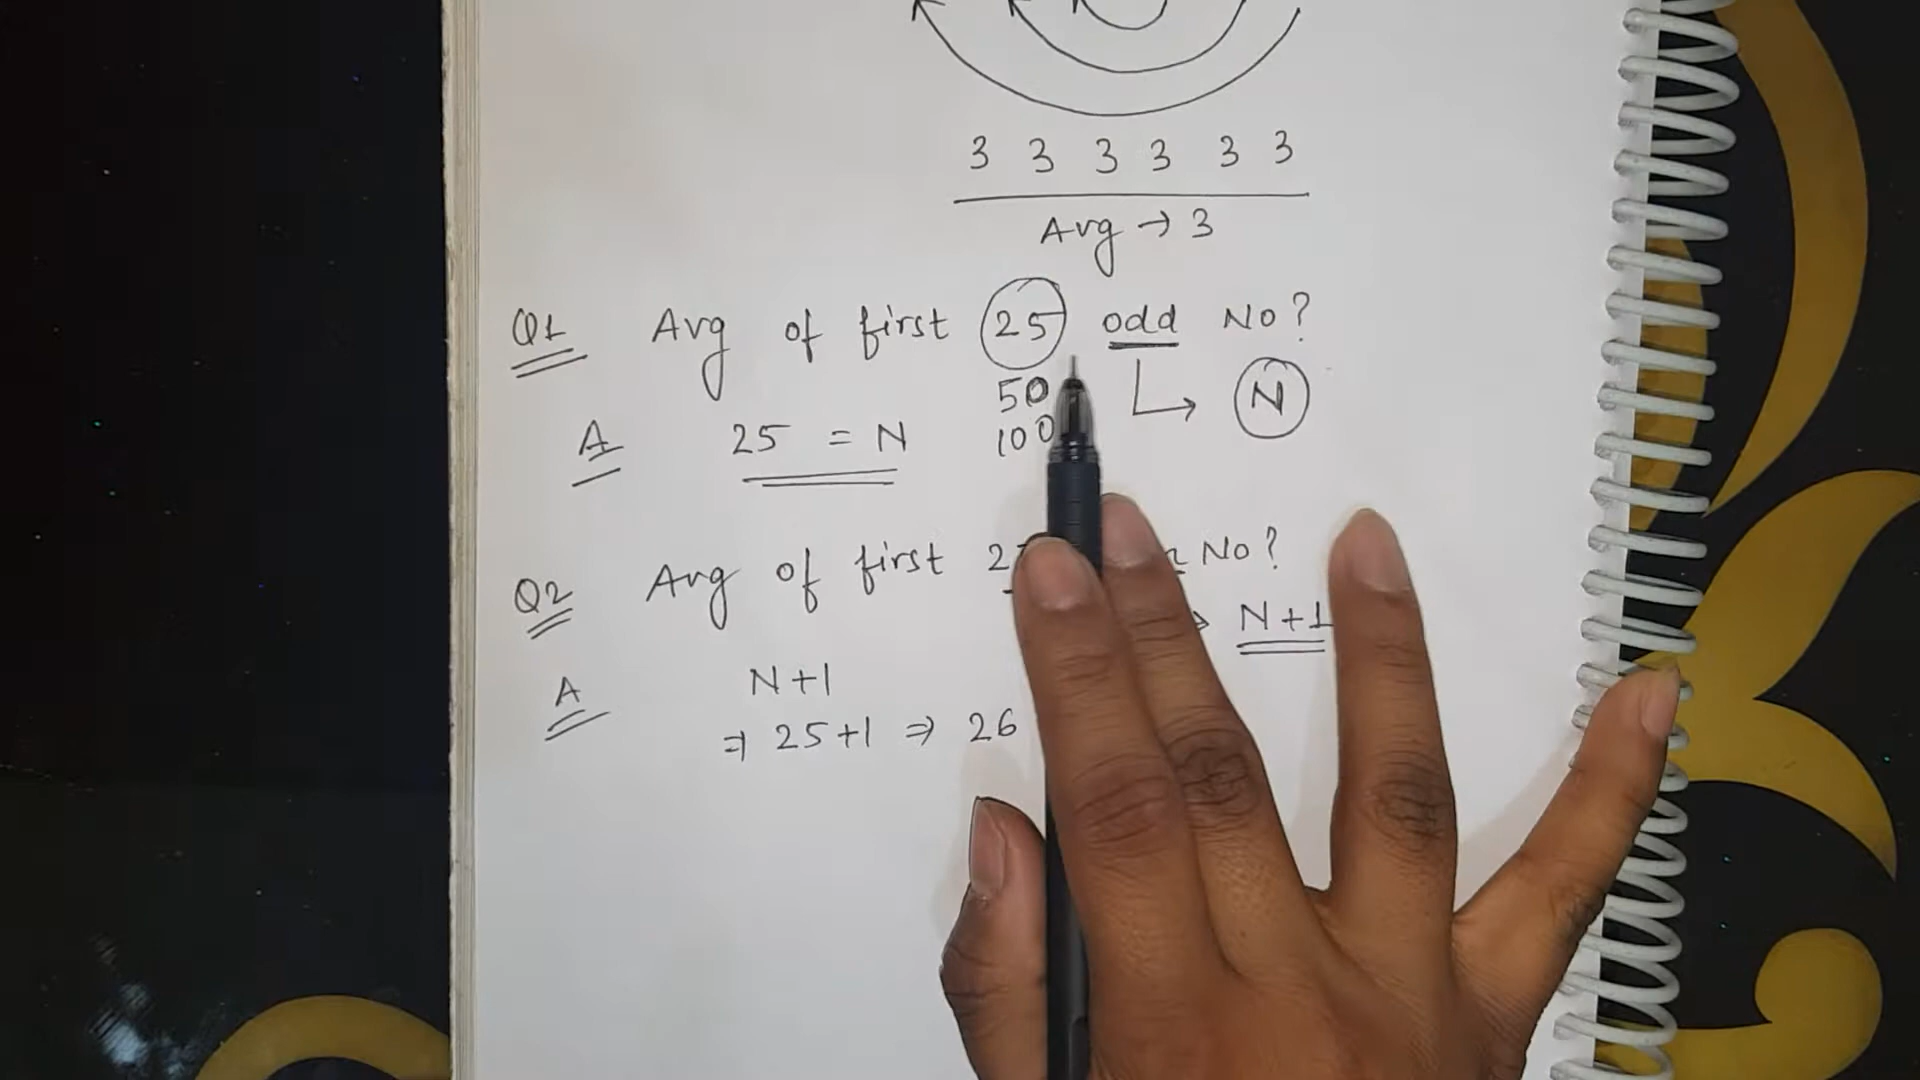 3 3 3 3 3 3
Avg → 3
Q1 Avg of first 25 odd No?
50
100
N
A 25 = N
Q2 Avg of first No?
N+1
A N+1
⇒ 25+1 ⇒ 26